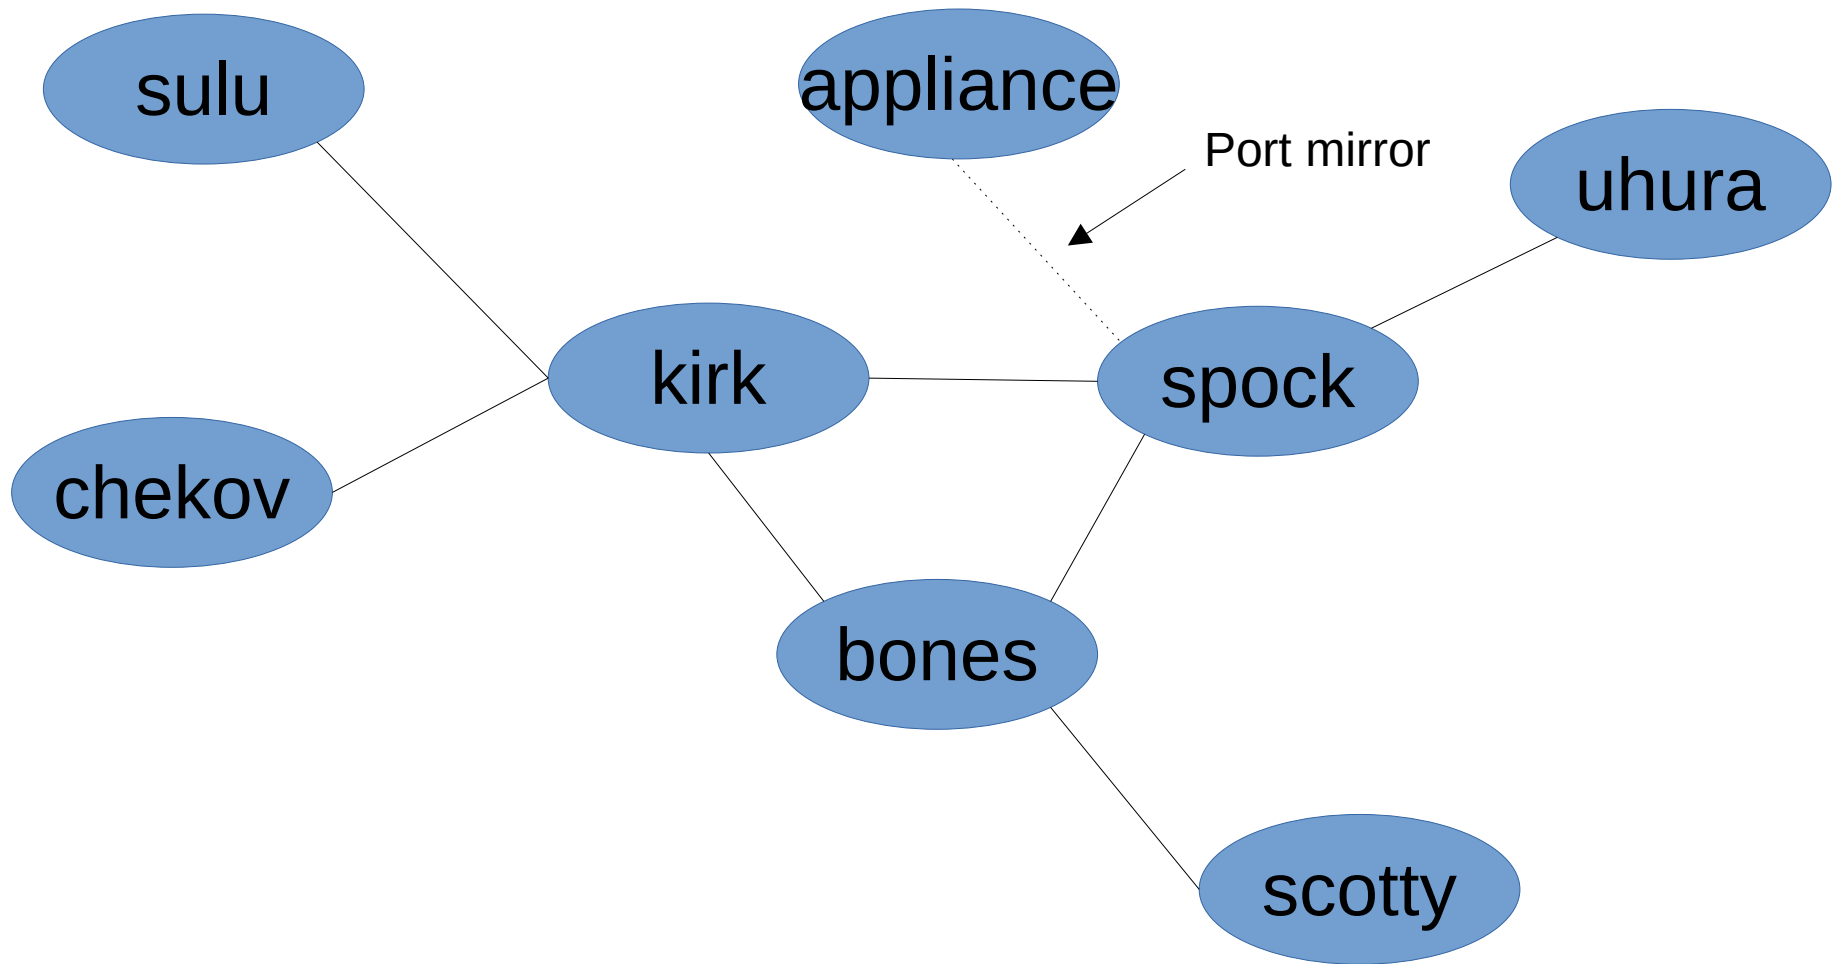 sulu
appliance
Port mirror
uhura
kirk
spock
chekov
bones
scotty